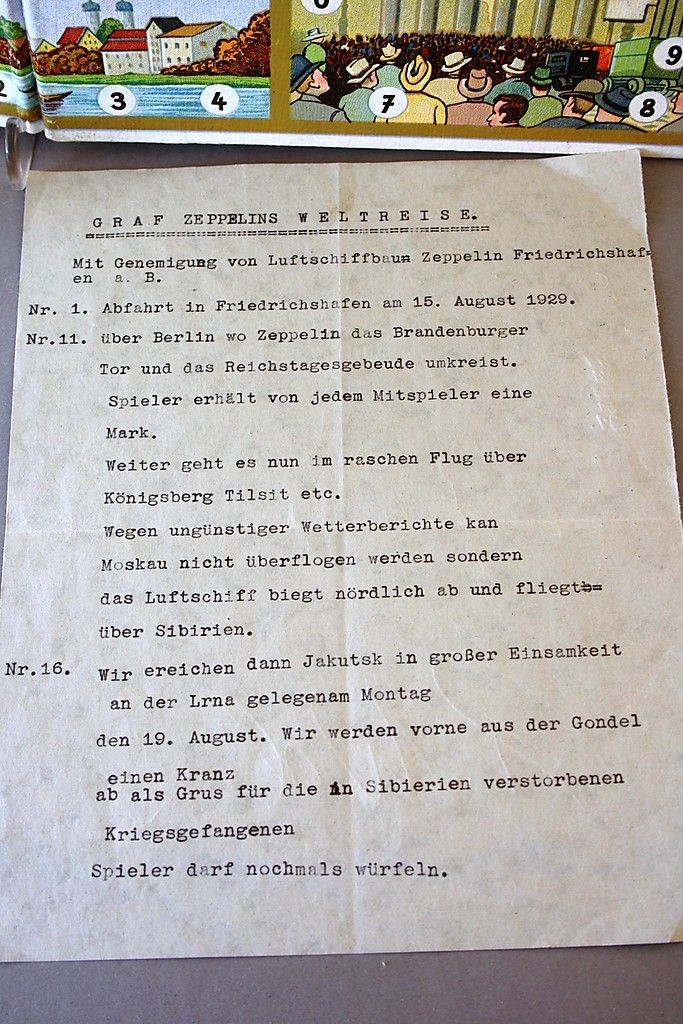 6
9
2
3 4
7
8
GRAF ZEPPELINS WELTREISE.
Mit Genemigung von Luftschiffbaun Zeppelin Friedrichshaf=
en a. B.
Nr. 1. Abfahrt in Friedrichshafen am 15. August 1929.
Nr.11. über Berlin wo Zeppelin das Brandenburger
Tor und das Reichstagesgebeude umkreist.
Spieler erhält von jedem Mitspieler eine
Mark.
Weiter geht es nun im raschen Flug über
Königsberg Tilsit etc.
Wegen ungünstiger Wetterberichte kan
Moskau nicht überflogen werden sondern
das Luftschiff biegt nördlich ab und fliegt
über Sibirien.
Nr.16. Wir ereichen dann Jakutsk in großer Einsamkeit
an der Lrna gelegenam Montag
den 19. August. Wir werden vorne aus der Gondel
einen Kranz
ab als Grus für die in Sibierien verstorbenen
Kriegsgefangenen
Spieler darf nochmals würfeln.